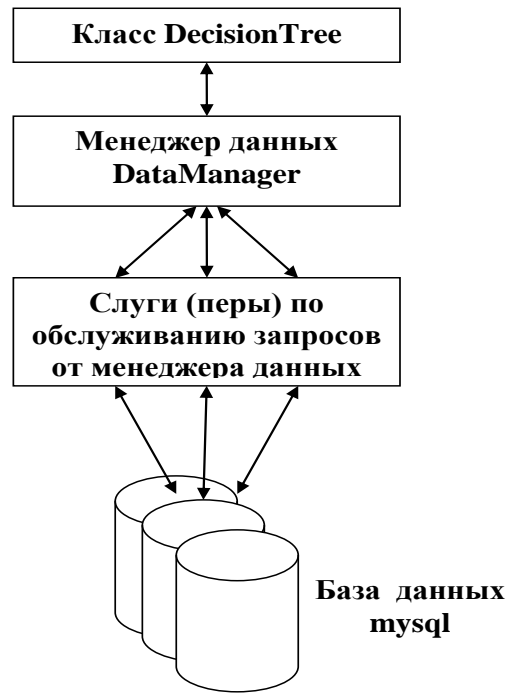 Класс DecisionTree
Менеджер данных
DataManager
Слуги (перы) по
обслуживанию запросов
от менеджера данных
База данных
mysql